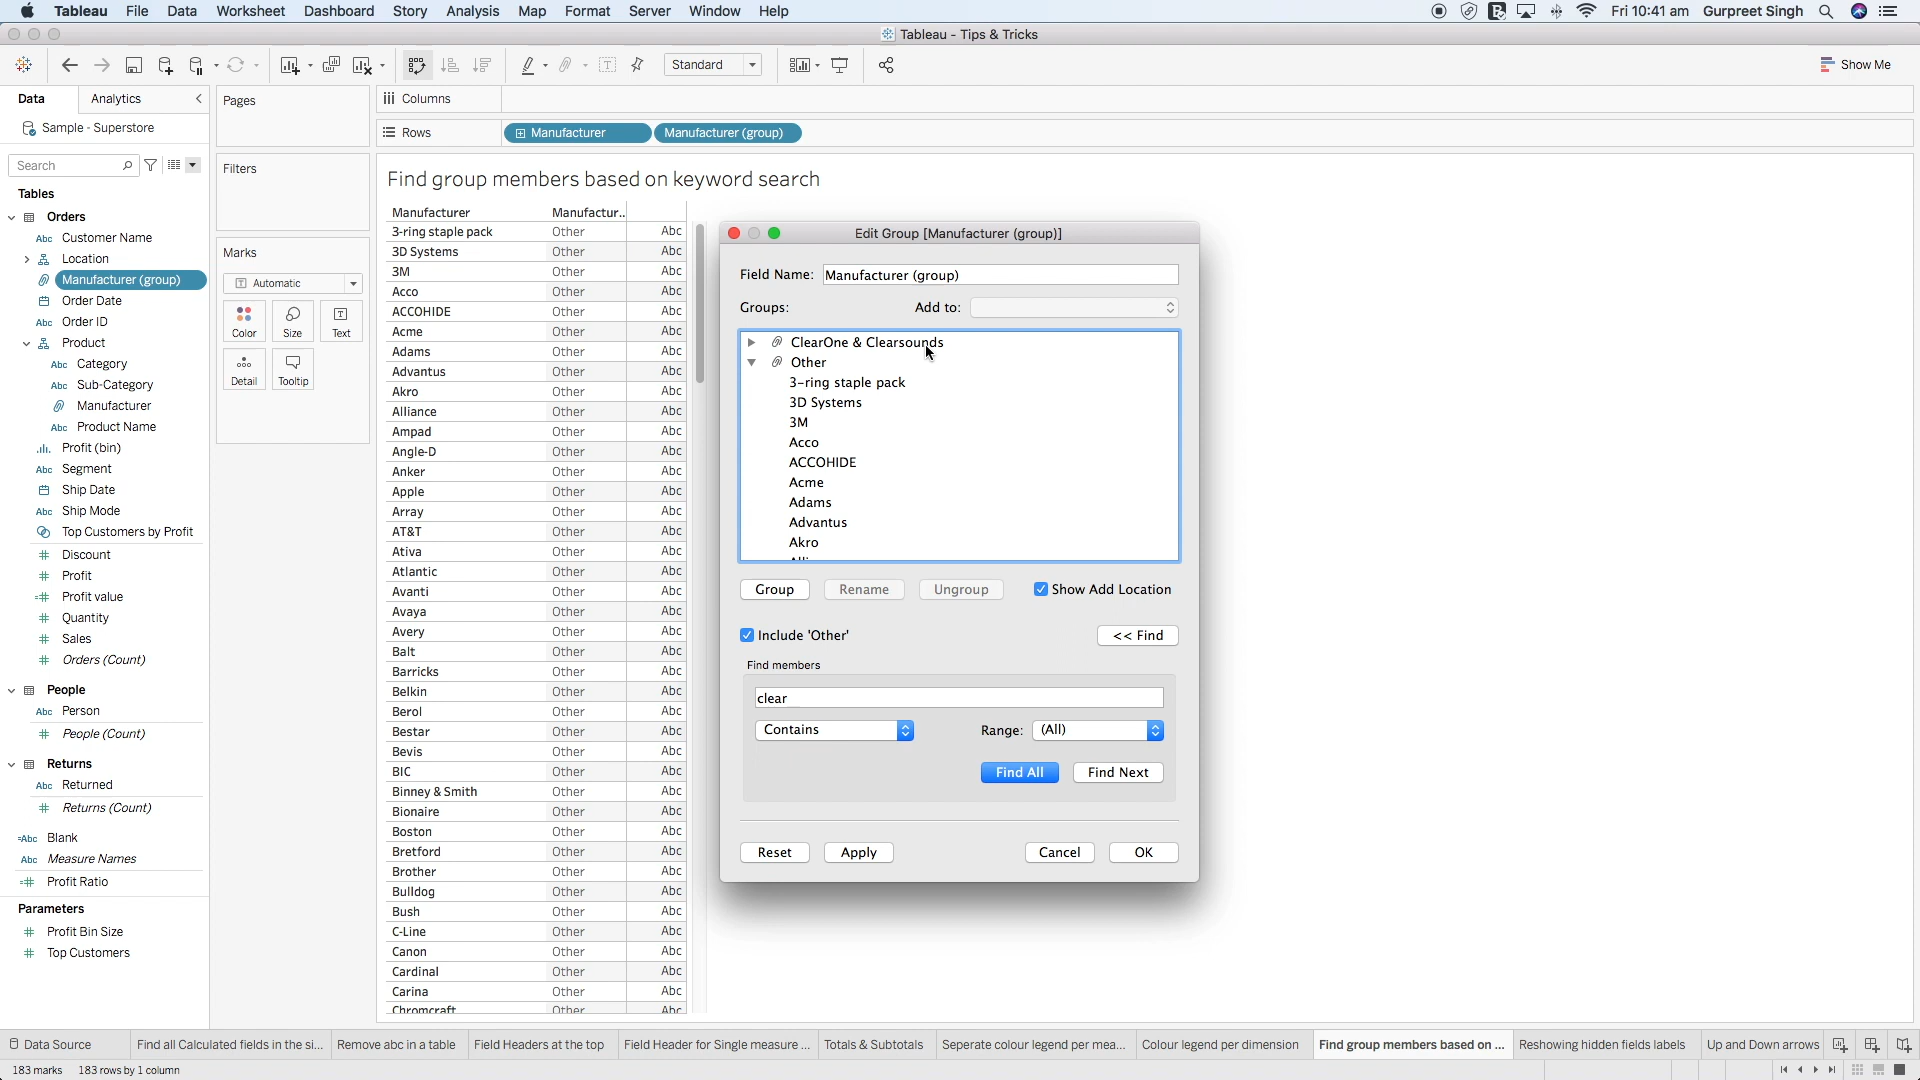 Tableau File Data Worksheet Dashboard Story Analysis Map Format Server Window Help Fri 10:41 am Gurpreet Singh
Tableau - Tips & Tricks
Standard Show Me
Data Analytics
Sample - Superstore
Search
Tables
Orders
Abc Customer Name
Location
Manufacturer (group)
Order Date
Abc Order ID
Product
Abc Category
Abc Sub-Category
Manufacturer
Abc Product Name
Profit (bin)
Abc Segment
Ship Date
Abc Ship Mode
Top Customers by Profit
# Discount
# Profit
=# Profit value
# Quantity
# Sales
# Orders (Count)
People
Abc Person
# People (Count)
Returns
Abc Returned
# Returns (Count)
=Abc Blank
Abc Measure Names
=# Profit Ratio
Parameters
# Profit Bin Size
# Top Customers
Pages
Filters
Marks
Automatic
Color Size Text
Detail Tooltip
Columns
Rows Manufacturer Manufacturer (group)
Find group members based on keyword search
Manufacturer Manufactur..
3-ring staple pack Other Abc
3D Systems Other Abc
3M Other Abc
Acco Other Abc
ACCOHIDE Other Abc
Acme Other Abc
Adams Other Abc
Advantus Other Abc
Akro Other Abc
Alliance Other Abc
Ampad Other Abc
Angle-D Other Abc
Anker Other Abc
Apple Other Abc
Array Other Abc
AT&T Other Abc
Ativa Other Abc
Atlantic Other Abc
Avanti Other Abc
Avaya Other Abc
Avery Other Abc
Balt Other Abc
Barricks Other Abc
Belkin Other Abc
Berol Other Abc
Bestar Other Abc
Bevis Other Abc
BIC Other Abc
Binney & Smith Other Abc
Bionaire Other Abc
Boston Other Abc
Bretford Other Abc
Brother Other Abc
Bulldog Other Abc
Bush Other Abc
C-Line Other Abc
Canon Other Abc
Cardinal Other Abc
Carina Other Abc
Chromcraft Other Abc
Edit Group [Manufacturer (group)]
Field Name: Manufacturer (group)
Groups: Add to:
ClearOne & Clearsounds
Other
3-ring staple pack
3D Systems
3M
Acco
ACCOHIDE
Acme
Adams
Advantus
Akro
Group Rename Ungroup Show Add Location
Include 'Other' << Find
Find members
clear
Contains Range: (All)
Find All Find Next
Reset Apply Cancel OK
Data Source Find all Calculated fields in the si... Remove abc in a table Field Headers at the top Field Header for Single measure ... Totals & Subtotals Seperate colour legend per mea... Colour legend per dimension Find group members based on ... Reshowing hidden fields labels Up and Down arrows
183 marks 183 rows by 1 column